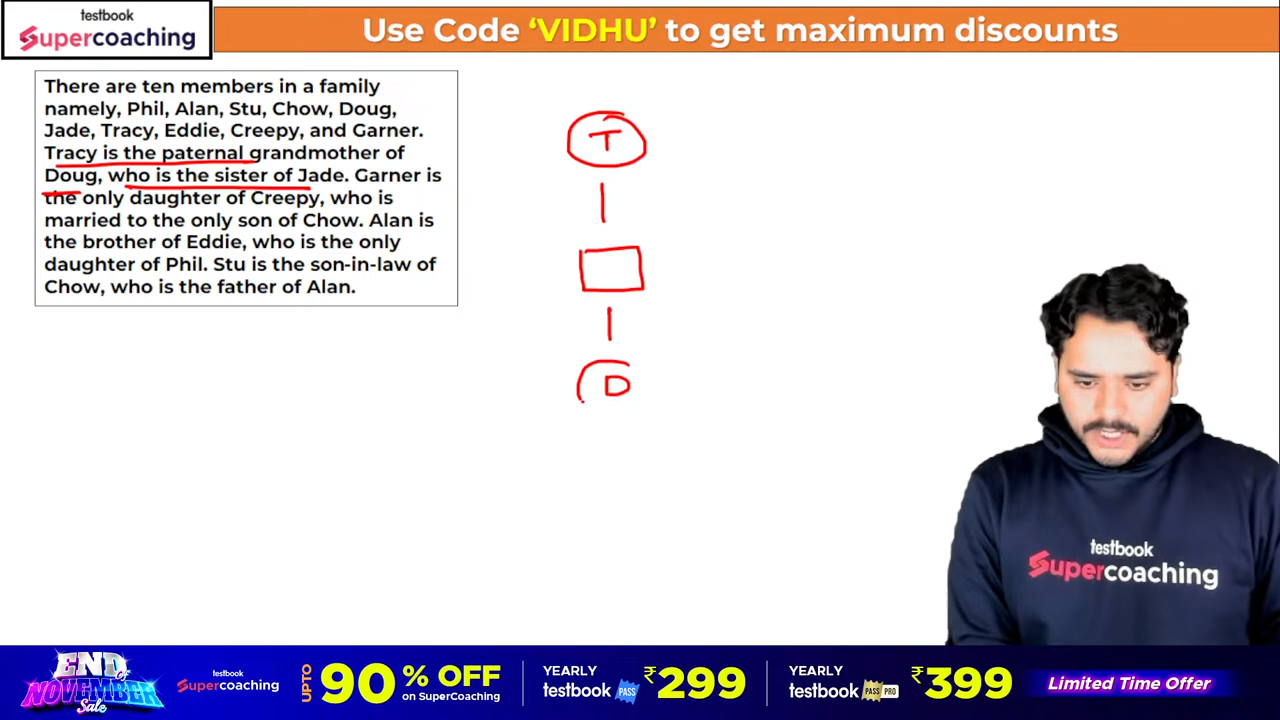 testbook
Supercoaching
Use Code ‘VIDHU’ to get maximum discounts
There are ten members in a family
namely, Phil, Alan, Stu, Chow, Doug,
Jade, Tracy, Eddie, Creepy, and Garner.
Tracy is the paternal grandmother of
Doug, who is the sister of Jade. Garner is
the only daughter of Creepy, who is
married to the only son of Chow. Alan is
the brother of Eddie, who is the only
daughter of Phil. Stu is the son-in-law of
Chow, who is the father of Alan.
T
D
testbook
Supercoaching
END of
NOVEMBER
Sale
testbook
Supercoaching
UPTO
90% OFF
on SuperCoaching
YEARLY
testbook PASS
₹299
YEARLY
testbook PASS PRO
₹399
Limited Time Offer